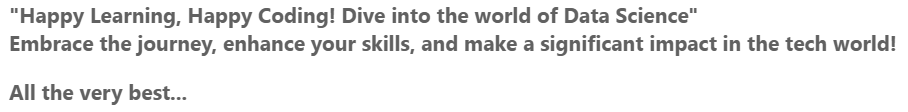 "Happy Learning, Happy Coding! Dive into the world of Data Science"
Embrace the journey, enhance your skills, and make a significant impact in the tech world!
All the very best...